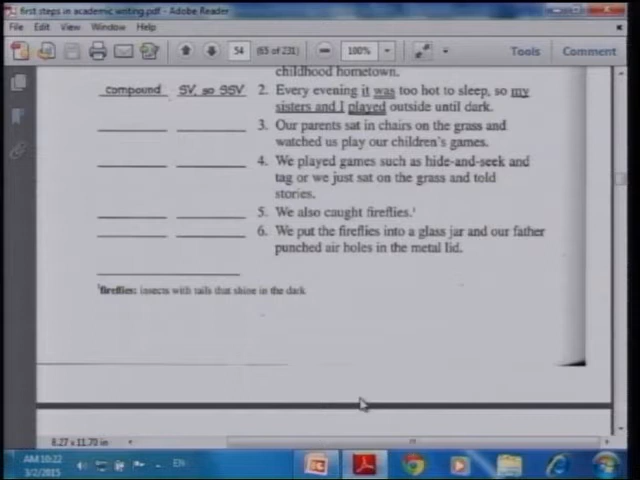 first steps in academic writing.pdf - Adobe Reader
File Edit View Window Help
54 (65 of 231) 100% Tools Comment
childhood hometown.
compound SV, so SSV 2. Every evening it was too hot to sleep, so my
sisters and I played outside until dark.
3. Our parents sat in chairs on the grass and
watched us play our children's games.
4. We played games such as hide-and-seek and
tag or we just sat on the grass and told
stories.
5. We also caught fireflies.¹
6. We put the fireflies into a glass jar and our father
punched air holes in the metal lid.
¹fireflies: insects with tails that shine in the dark
8.27 x 11.70 in
AM 10:22
EN
3/2/2015